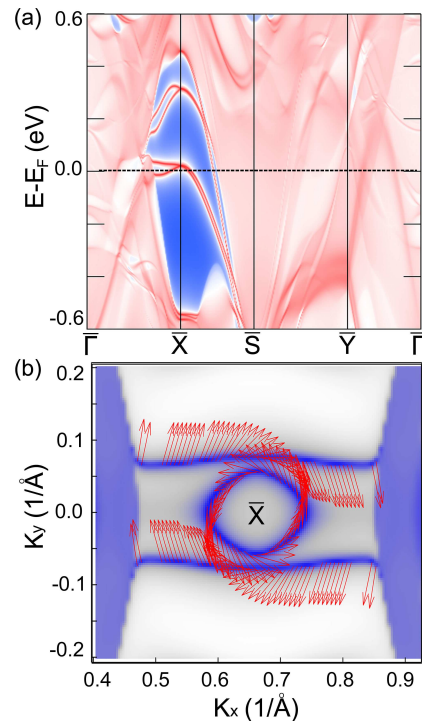 (a)
0.6
0.0
-0.6
E-E_F (eV)
Γ̅ X̅ S̅ Y̅ Γ̅
(b)
0.2
0.1
0.0
-0.1
-0.2
K_y (1/Å)
X̅
0.4 0.5 0.6 0.7 0.8 0.9
K_x (1/Å)